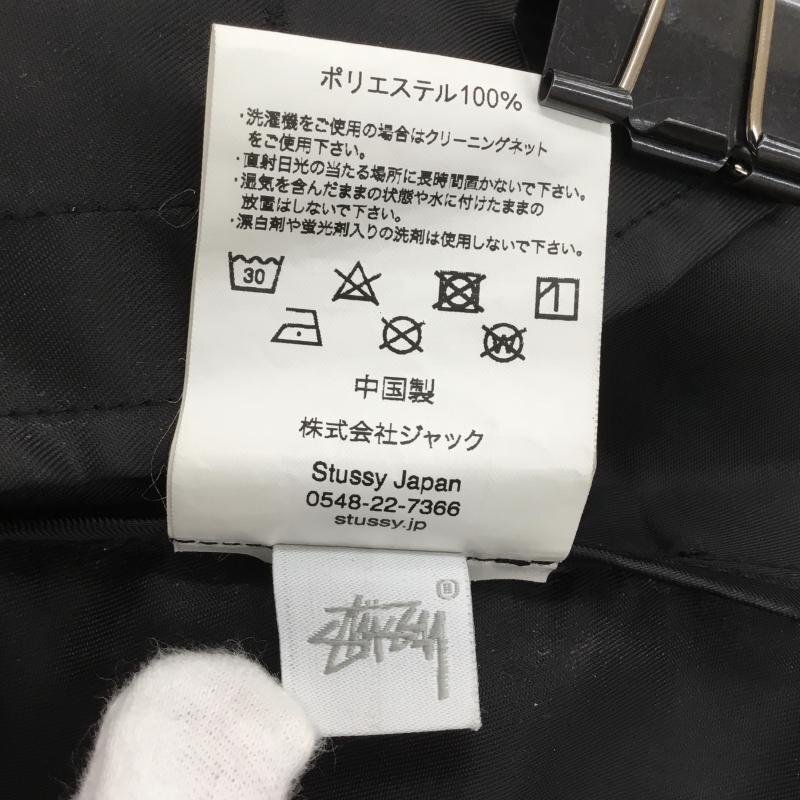 ポリエステル100%
・洗濯機をご使用の場合はクリーニングネット
をご使用下さい。
・直射日光の当たる場所に長時間置かないで下さい。
・湿気を含んだままの状態や水に付けたままの
放置はしないで下さい。
・漂白剤や蛍光剤入りの洗剤は使用しないで下さい。
30
W
中国製
株式会社ジャック
Stussy Japan
0548-22-7366
stussy.jp
Stüssy